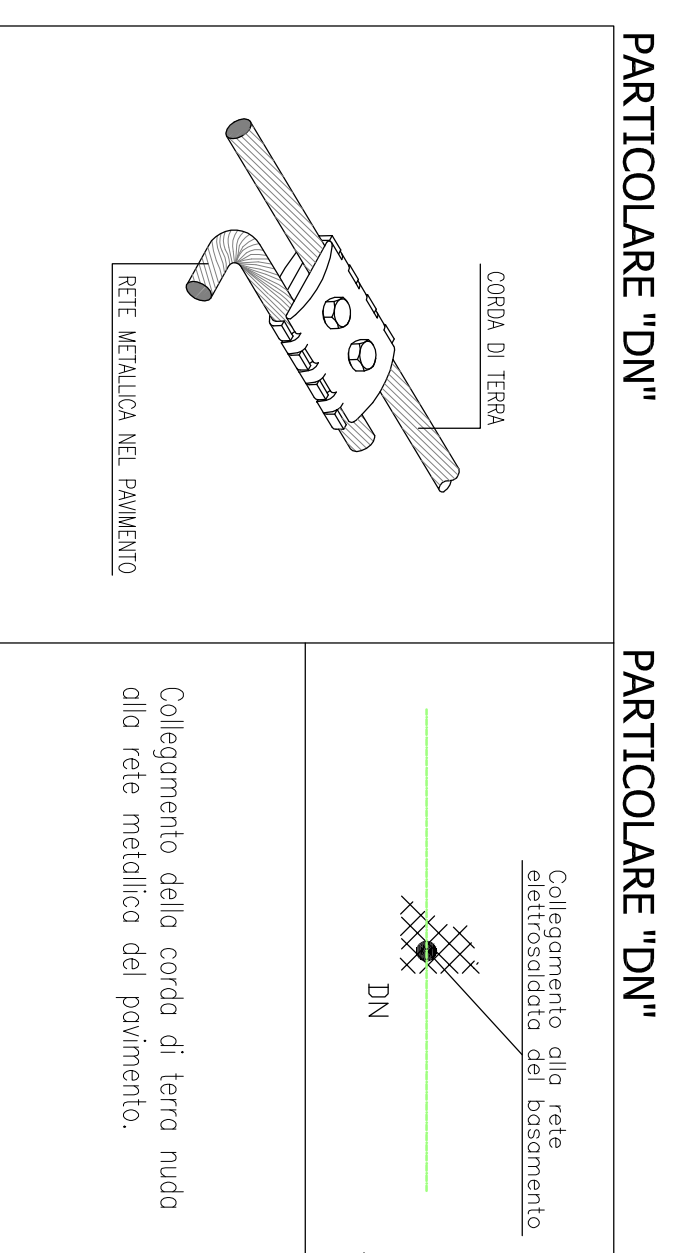 PARTICOLARE "DN"
CORDA DI TERRA
RETE METALLICA NEL PAVIMENTO
PARTICOLARE "DN"
Collegamento alla rete
elettrosaldata del basamento
DN
Collegamento della corda di terra nuda
alla rete metallica del pavimento.